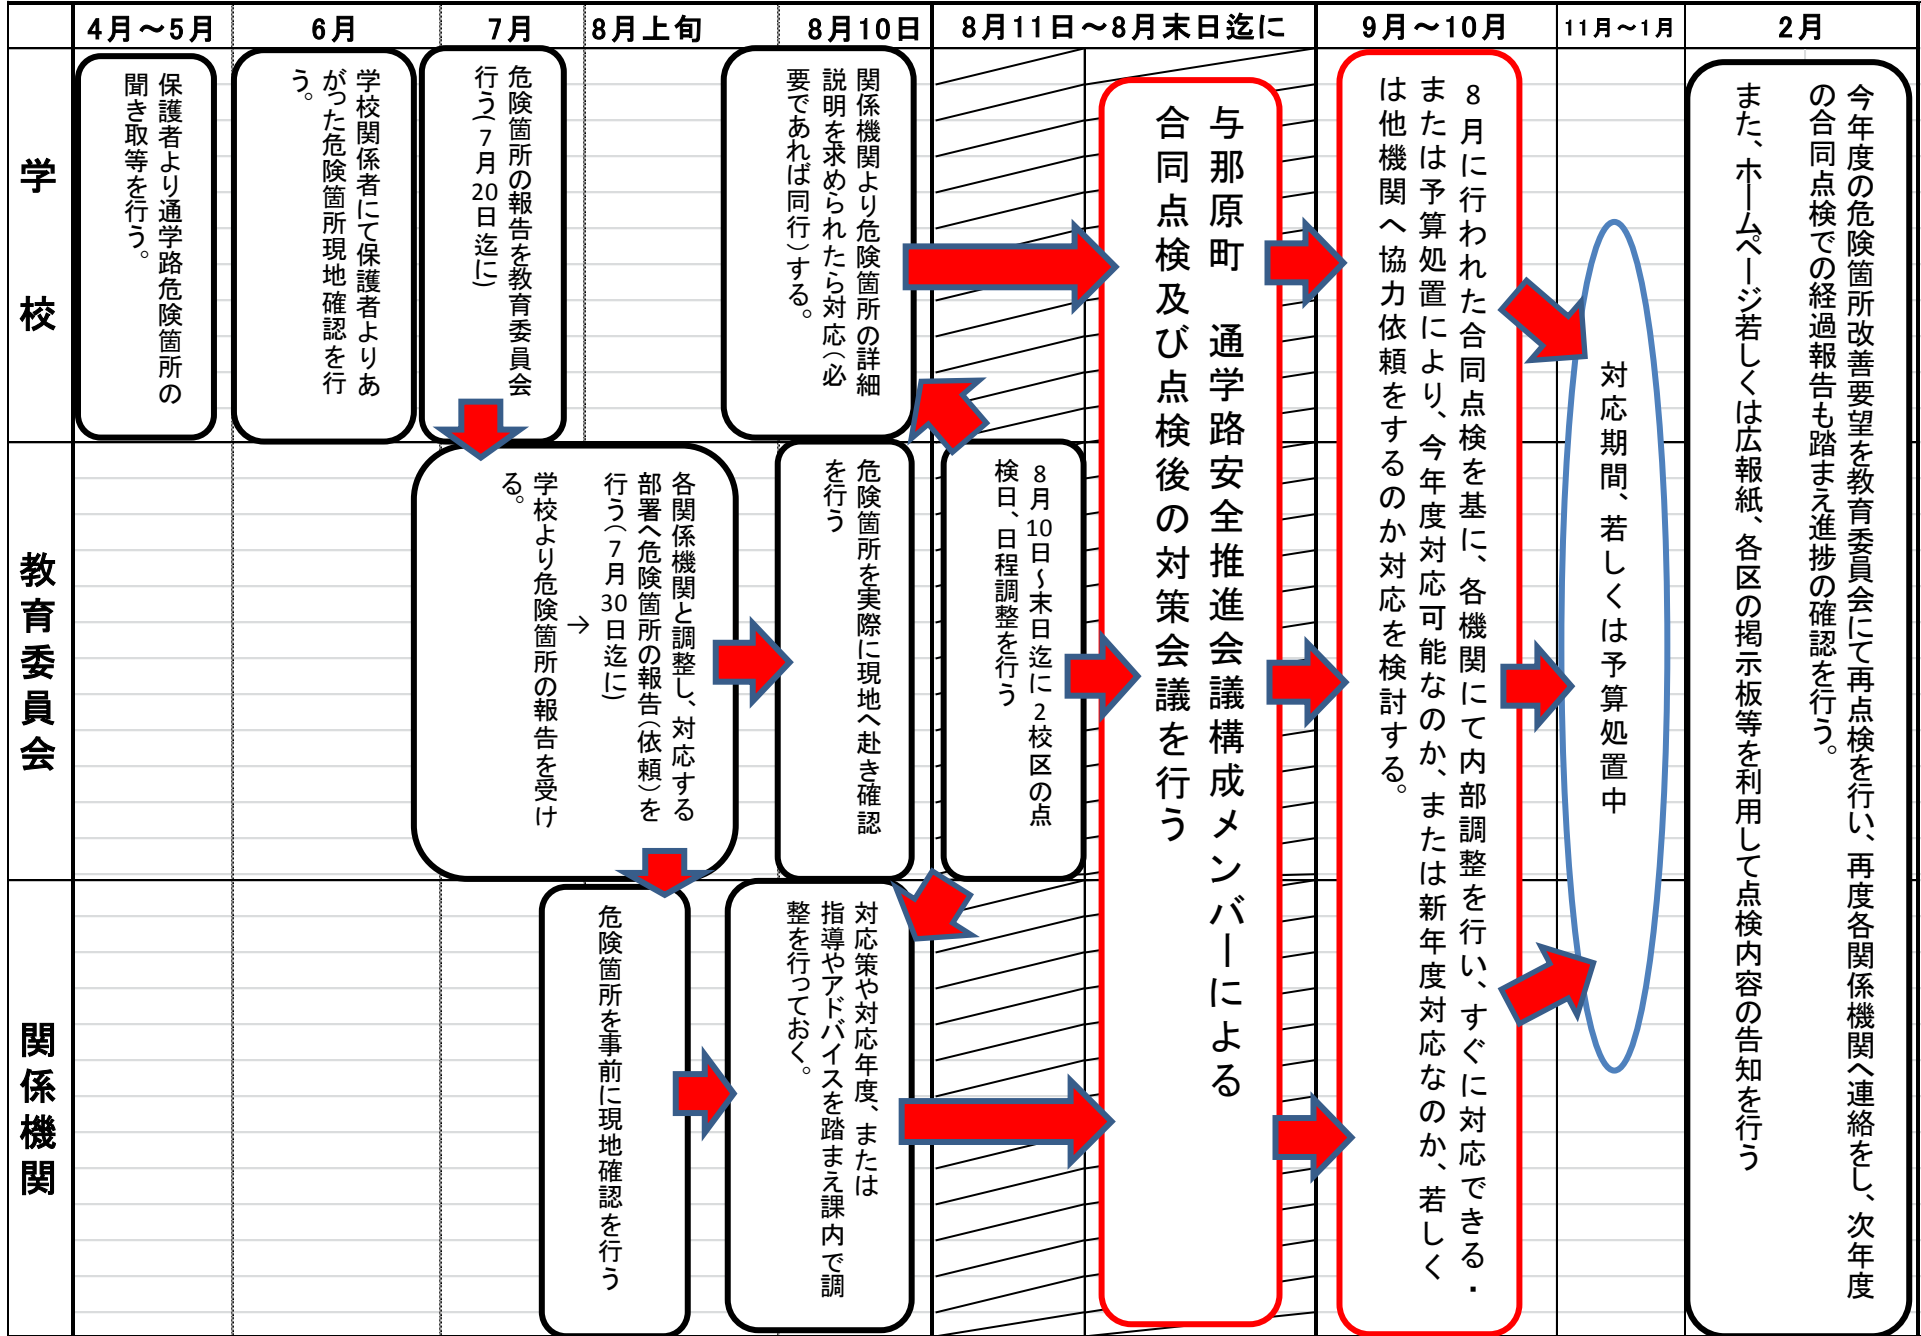 4月～5月
6月
7月
8月上旬
8月10日
8月11日～8月末日迄に
9月～10月
11月～1月
2月
学校
保護者より通学路危険箇所の
聞き取等を行う。
学校関係者にて保護者よりあ
がった危険箇所現地確認を行
う。
危険箇所の報告を教育委員会
行う(7月20日迄に)
関係機関より危険箇所の詳細
説明を求められたら対応(必
要であれば同行)する。
教育委員会
各関係機関と調整し、対応する
部署へ危険箇所の報告(依頼)を
行う(7月30日迄に)
→
学校より危険箇所の報告を受け
る。
危険箇所を実際に現地へ赴き確認
を行う
8月10日～末日迄に2校区の点
検日、日程調整を行う
関係機関
危険箇所を事前に現地確認を行う
対応策や対応年度、または
指導やアドバイスを踏まえ課内で調
整を行っておく。
与那原町　通学路安全推進会議構成メンバーによる
合同点検及び点検後の対策会議を行う
8月に行われた合同点検を基に、各機関にて内部調整を行い、すぐに対応できる・
または予算処置により、今年度対応可能なのか、または新年度対応なのか、若しく
は他機関へ協力依頼をするのか対応を検討する。
対応期間、若しくは予算処置中
今年度の危険箇所改善要望を教育委員会にて再点検を行い、再度各関係機関へ連絡をし、次年度
の合同点検での経過報告も踏まえ進捗の確認を行う。
また、ホームページ若しくは広報紙、各区の掲示板等を利用して点検内容の告知を行う